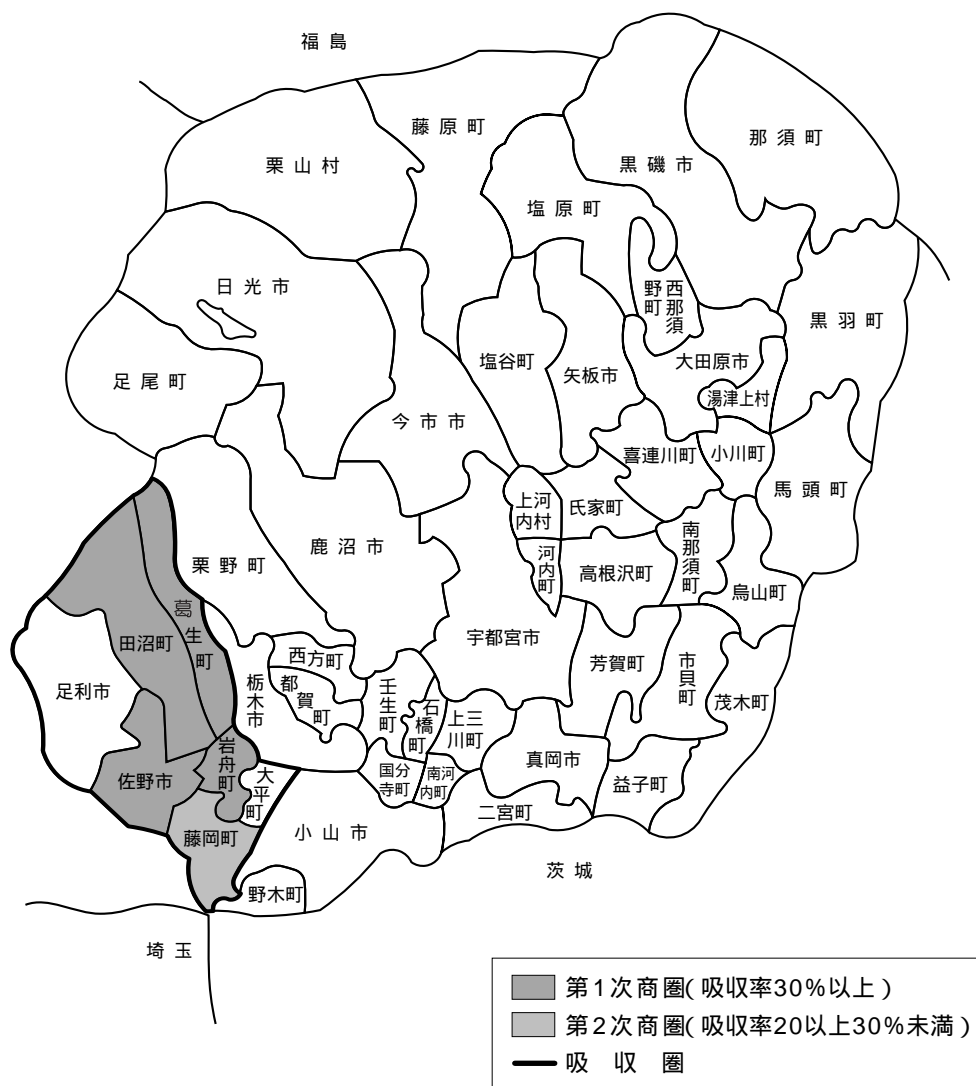 福島
藤原町
那須町
黒磯市
栗山村
塩原町
日光市
西那須
野町
黒羽町
塩谷町
大田原市
足尾町
矢板市
湯津上村
今市市
喜連川町
小川町
馬頭町
上河
内村
氏家町
鹿沼市
南那須町
栗野町
河内町
高根沢町
烏山町
葛生町
田沼町
宇都宮市
西方町
芳賀町
足利市
都賀町
市貝町
栃木市
壬生町
石橋町
茂木町
上三
川町
岩舟町
真岡市
佐野市
大平町
国分
寺町
南河
内町
益子町
二宮町
藤岡町
小山市
茨城
野木町
埼玉
第1次商圏(吸収率30%以上)
第2次商圏(吸収率20以上30%未満)
吸収圏